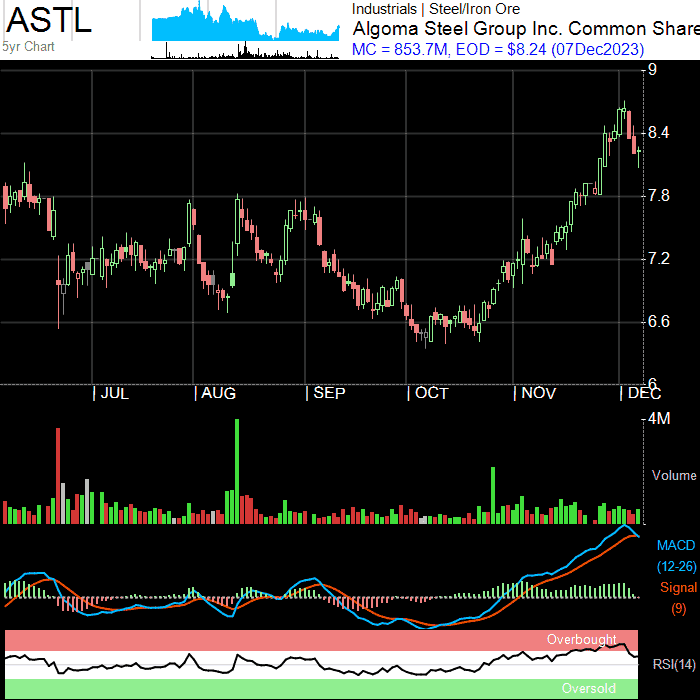 ASTL
5yr Chart
Industrials | Steel/Iron Ore
Algoma Steel Group Inc. Common Share
MC = 853.7M, EOD = $8.24 (07Dec2023)
9
8.4
7.8
7.2
6.6
6
| JUL | AUG | SEP | OCT | NOV | DEC
4M
Volume
MACD
(12-26)
Signal
(9)
Overbought
RSI(14)
Oversold